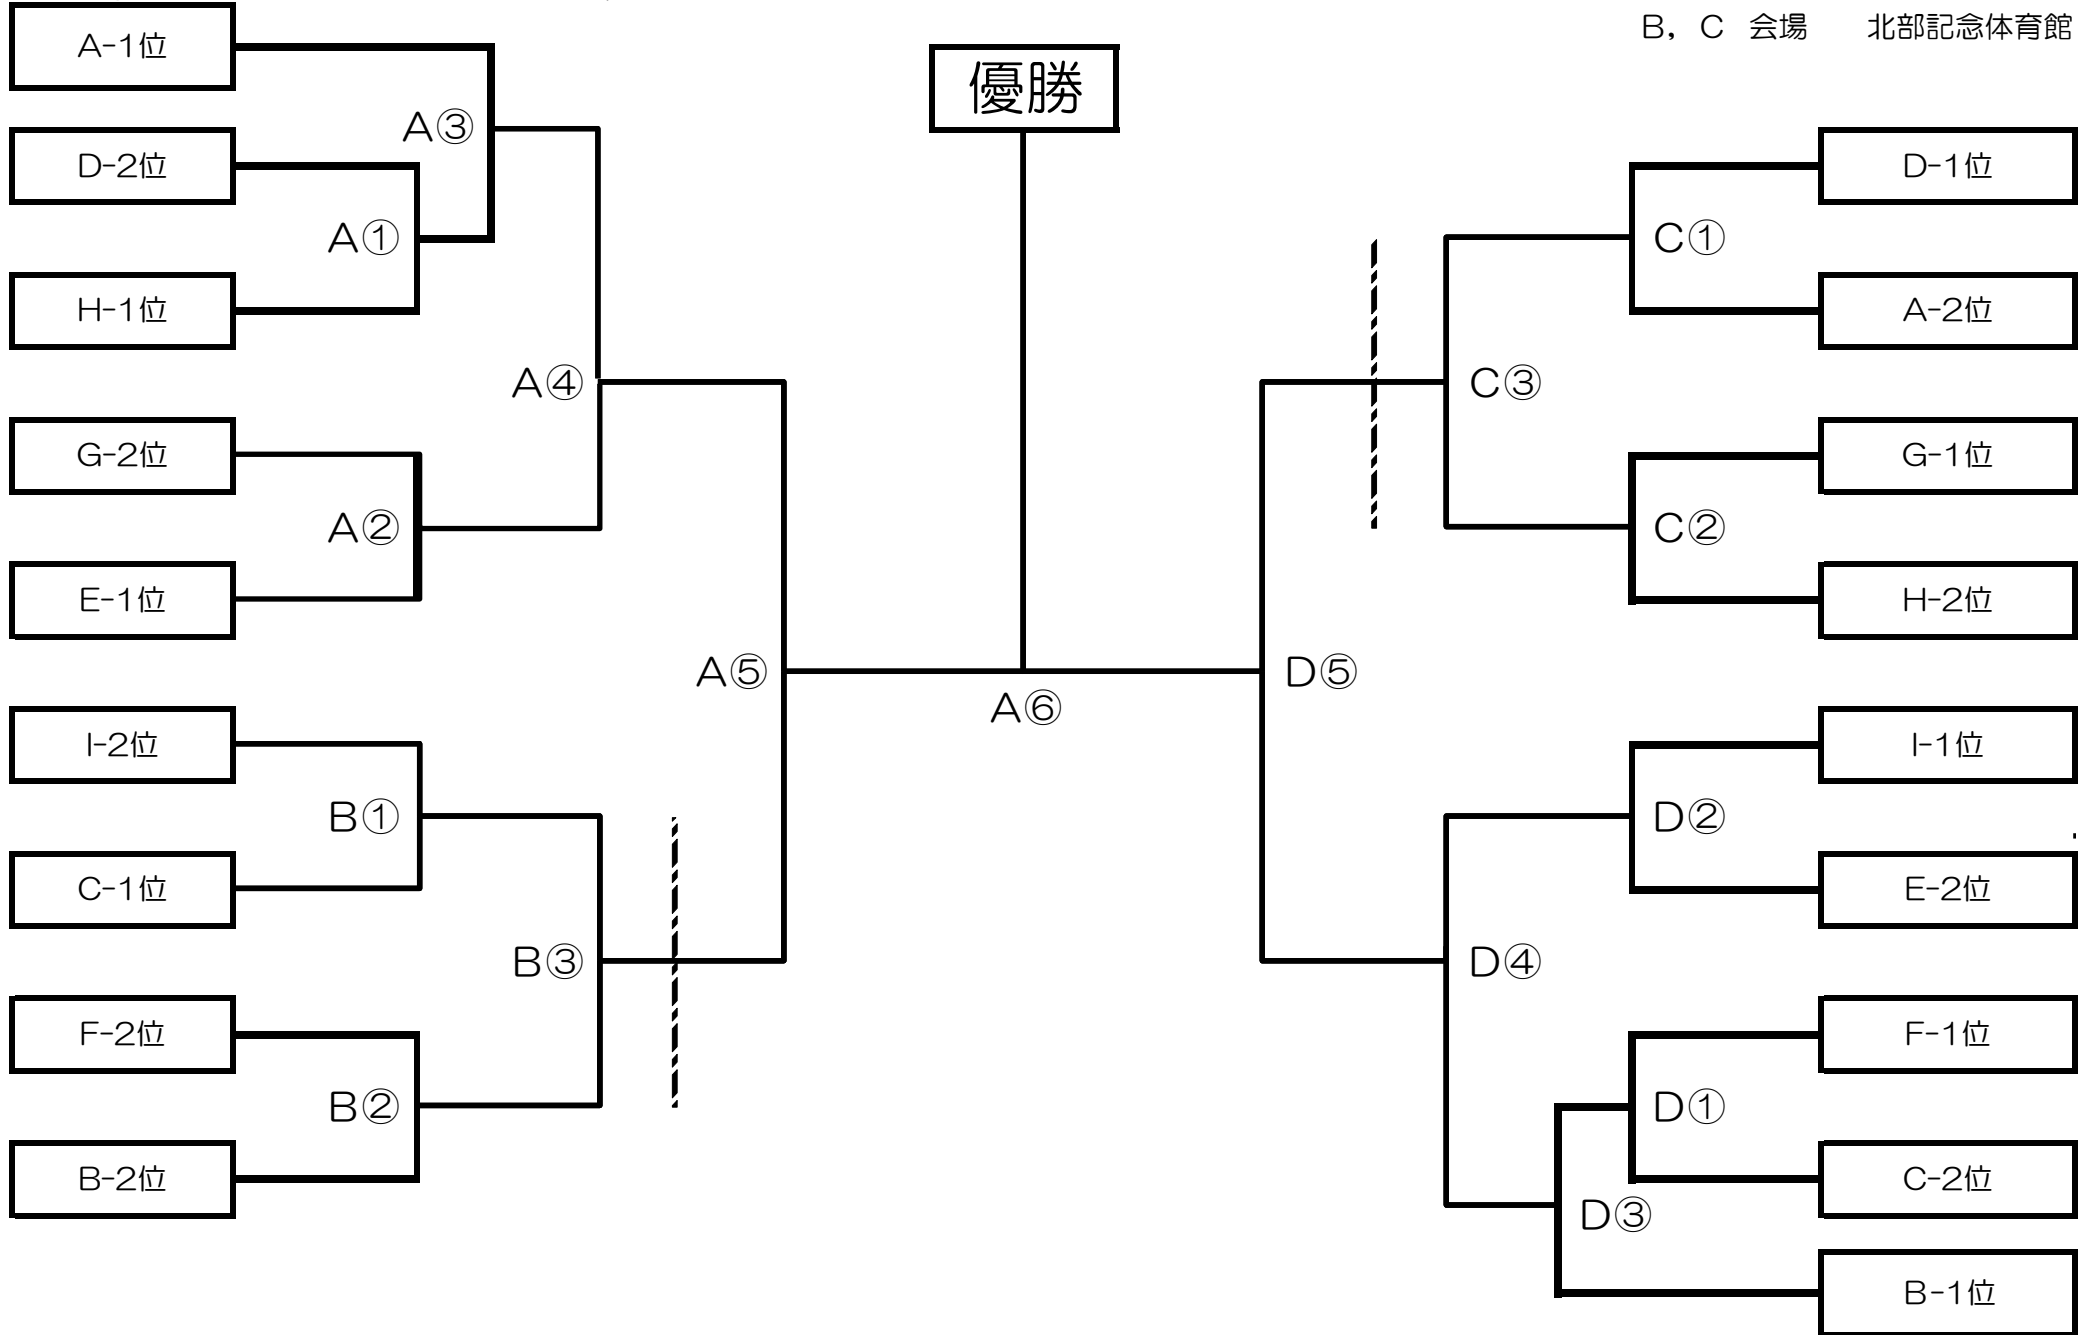 B，C 会場　　北部記念体育館
優勝
A-1位
A③
D-2位
A①
H-1位
A④
G-2位
A②
E-1位
A⑤
I-2位
B①
C-1位
B③
F-2位
B②
B-2位
A⑥
D-1位
C①
A-2位
C③
G-1位
C②
H-2位
D⑤
I-1位
D②
E-2位
D④
F-1位
D①
C-2位
D③
B-1位